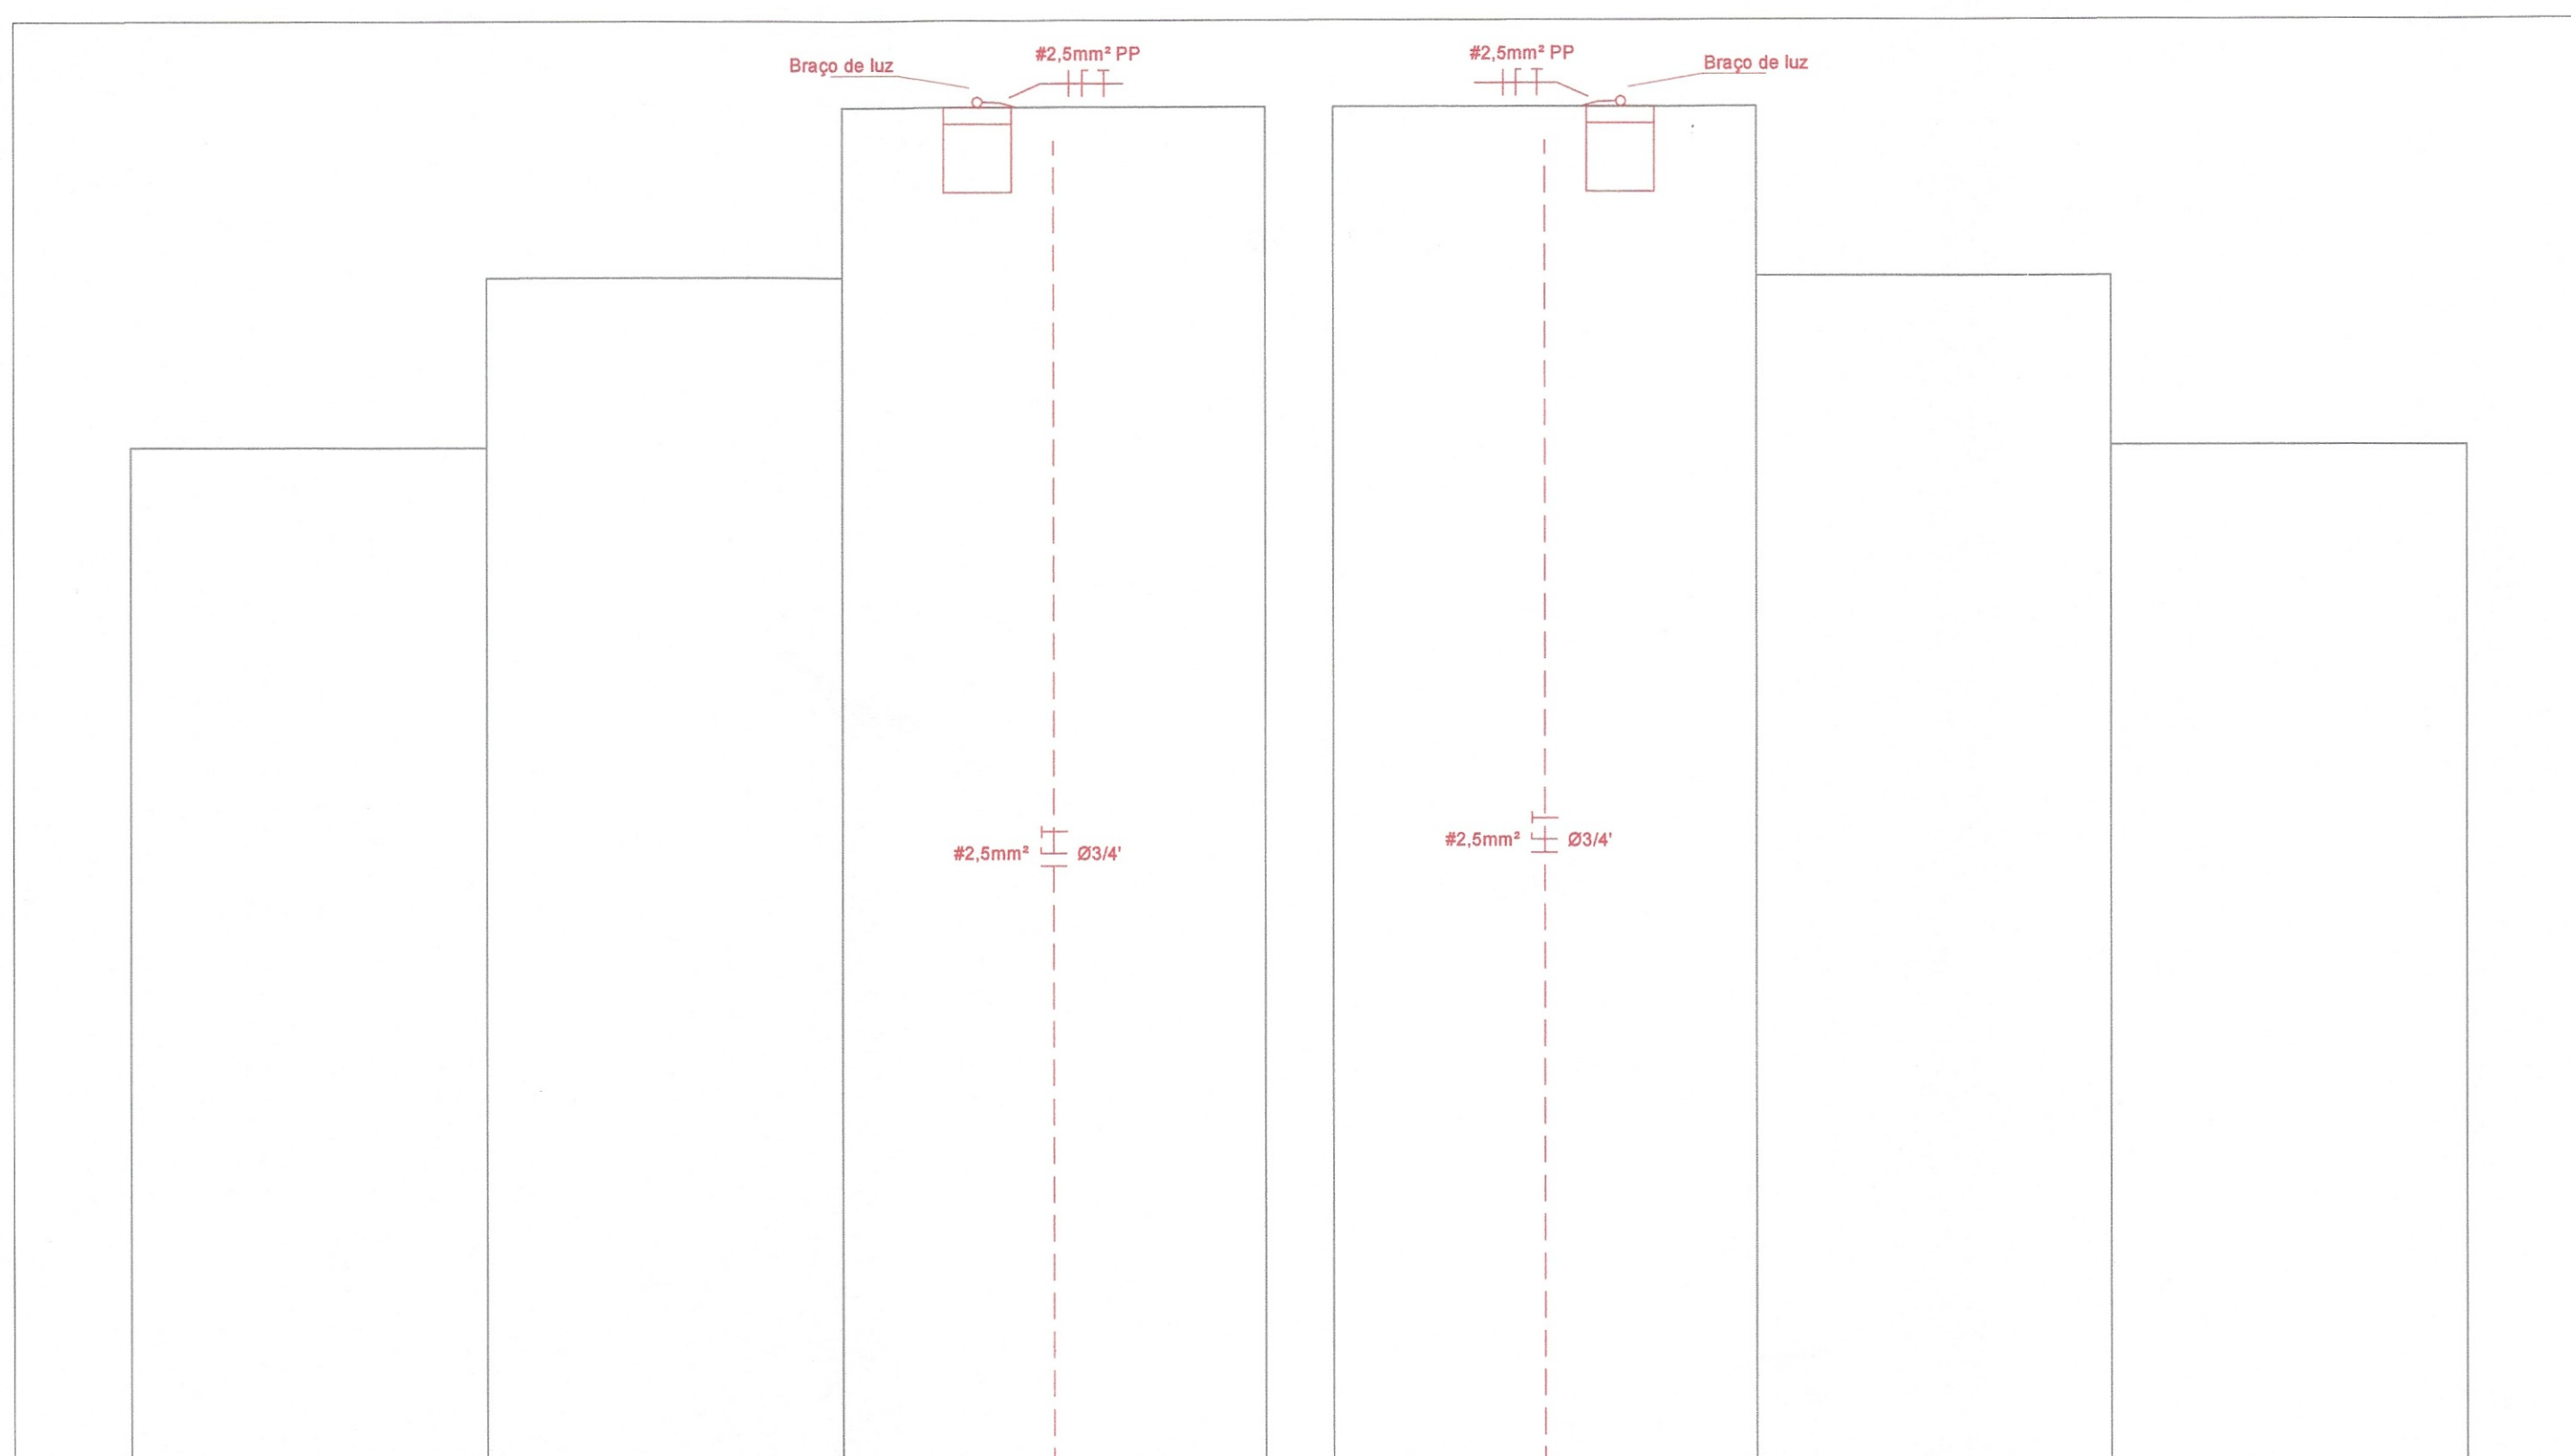 Braço de luz
#2,5mm² PP
#2,5mm² PP
Braço de luz
#2,5mm²
Ø3/4'
#2,5mm²
Ø3/4'